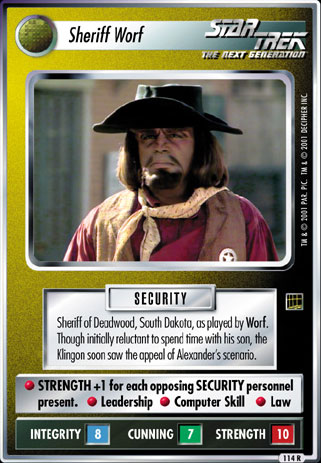 Sheriff Worf
STAR TREK
THE NEXT GENERATION
TM & © 2001 PAR. PIC. TM & © 2001 DECIPHER INC.
SECURITY
Sheriff of Deadwood, South Dakota, as played by Worf.
Though initially reluctant to spend time with his son, the
Klingon soon saw the appeal of Alexander's scenario.
STRENGTH +1 for each opposing SECURITY personnel
present. • Leadership • Computer Skill • Law
INTEGRITY 8 CUNNING 7 STRENGTH 10
114 R